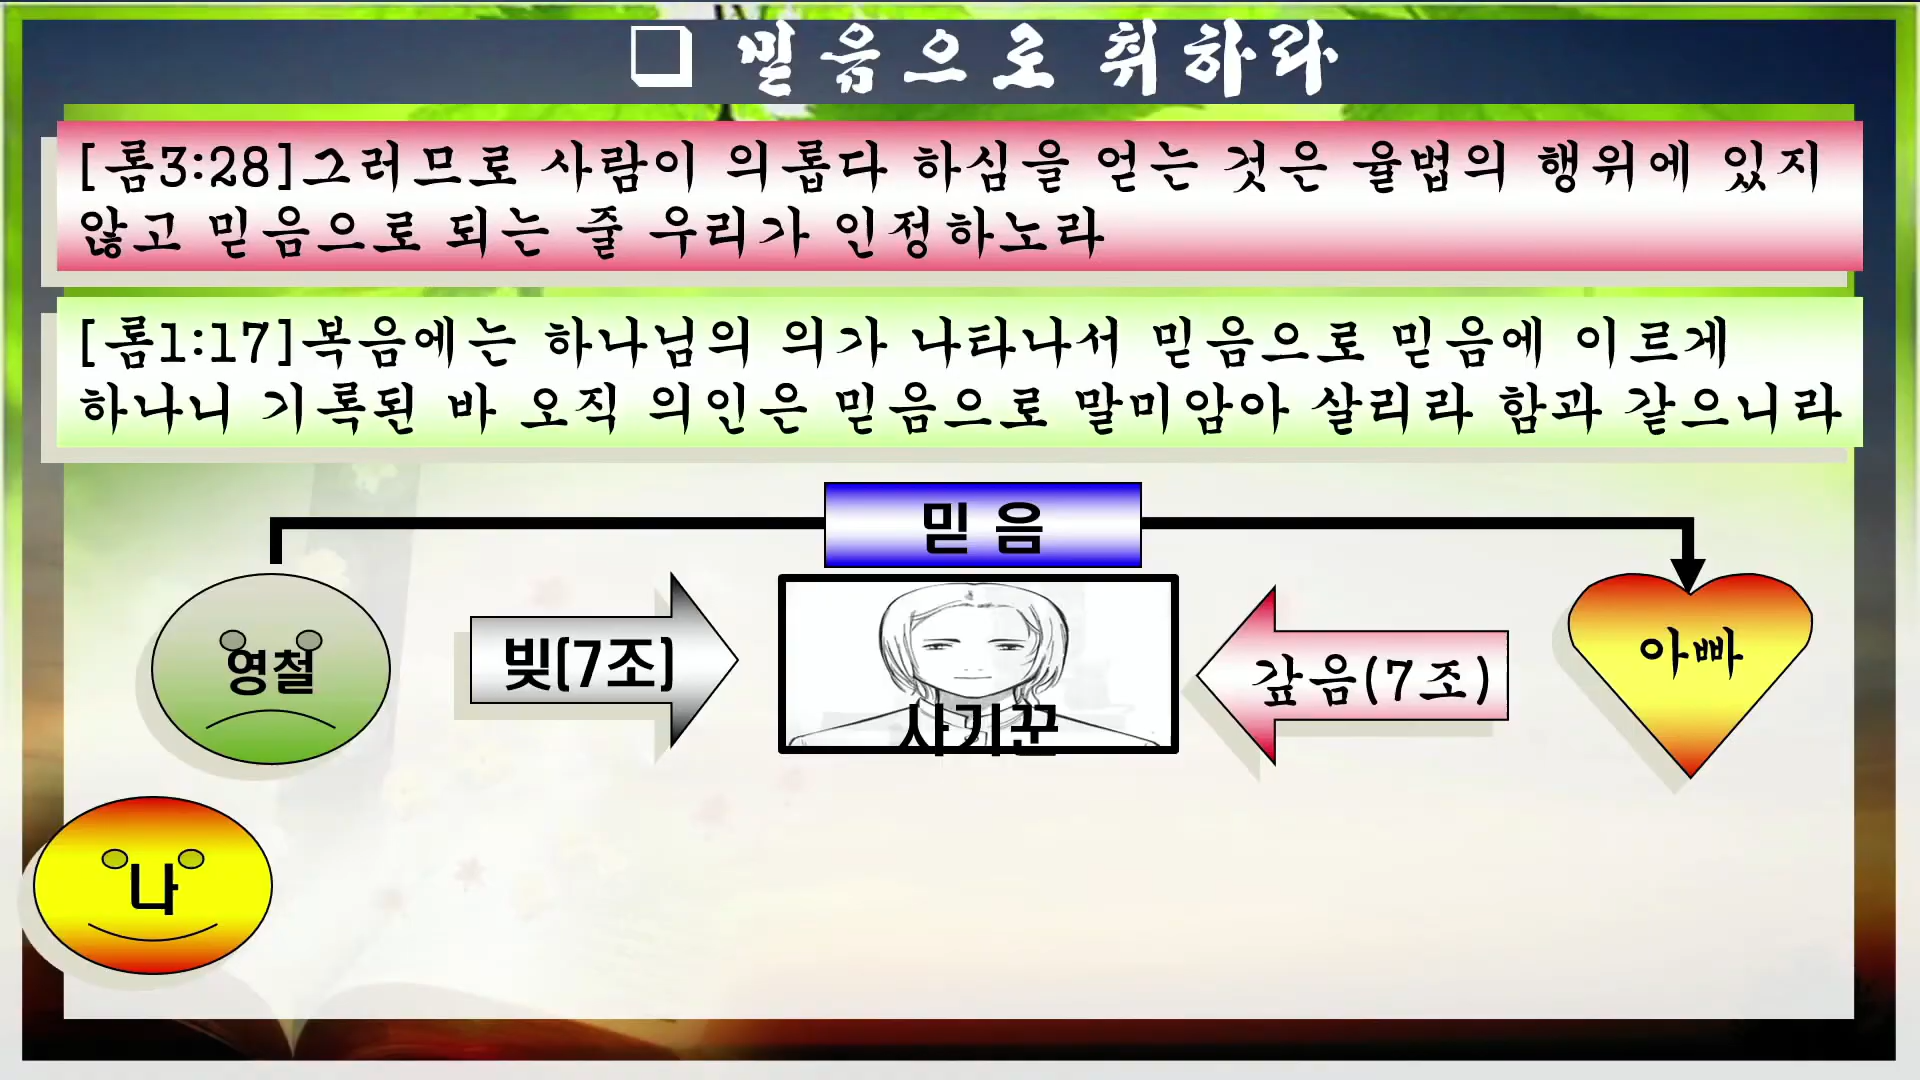 ❑ 믿음으로 취하라
[롬3:28]그러므로 사람이 의롭다 하심을 얻는 것은 율법의 행위에 있지
않고 믿음으로 되는 줄 우리가 인정하노라
[롬1:17]복음에는 하나님의 의가 나타나서 믿음으로 믿음에 이르게
하나니 기록된 바 오직 의인은 믿음으로 말미암아 살리라 함과 같으니라
믿 음
영철
빚(7조)
사기꾼
갚음(7조)
아빠
나